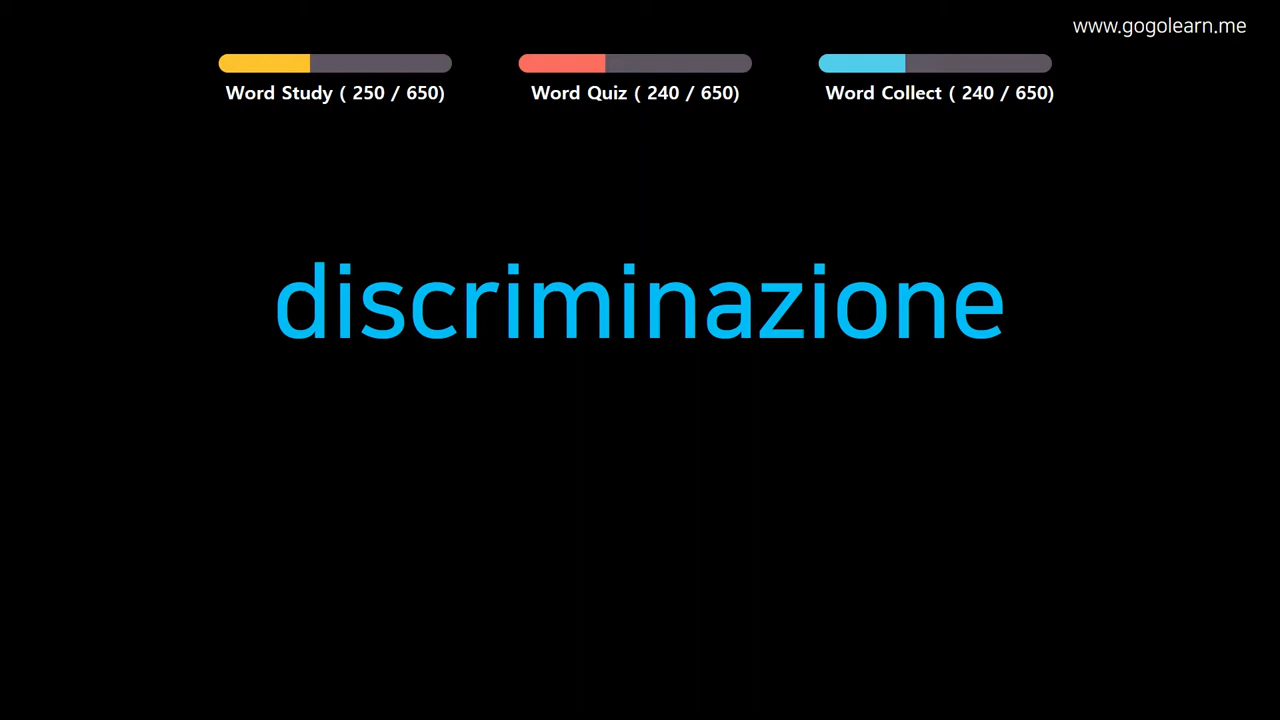 www.gogolearn.me
Word Study ( 250 / 650)
Word Quiz ( 240 / 650)
Word Collect ( 240 / 650)
discriminazione